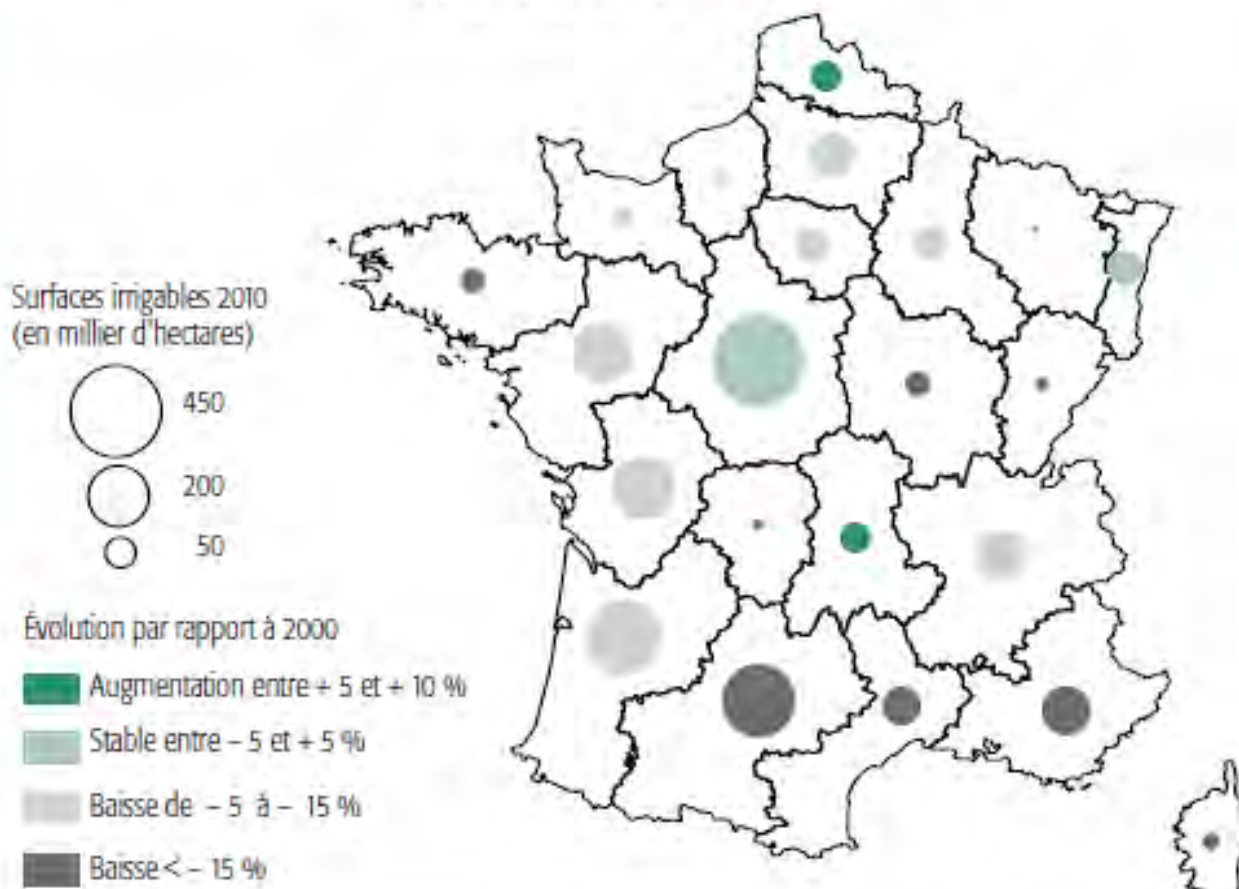 Surfaces irrigables 2010
(en millier d'hectares)
450
200
50
Évolution par rapport à 2000
Augmentation entre + 5 et + 10 %
Stable entre – 5 et + 5 %
Baisse de – 5 à – 15 %
Baisse < – 15 %